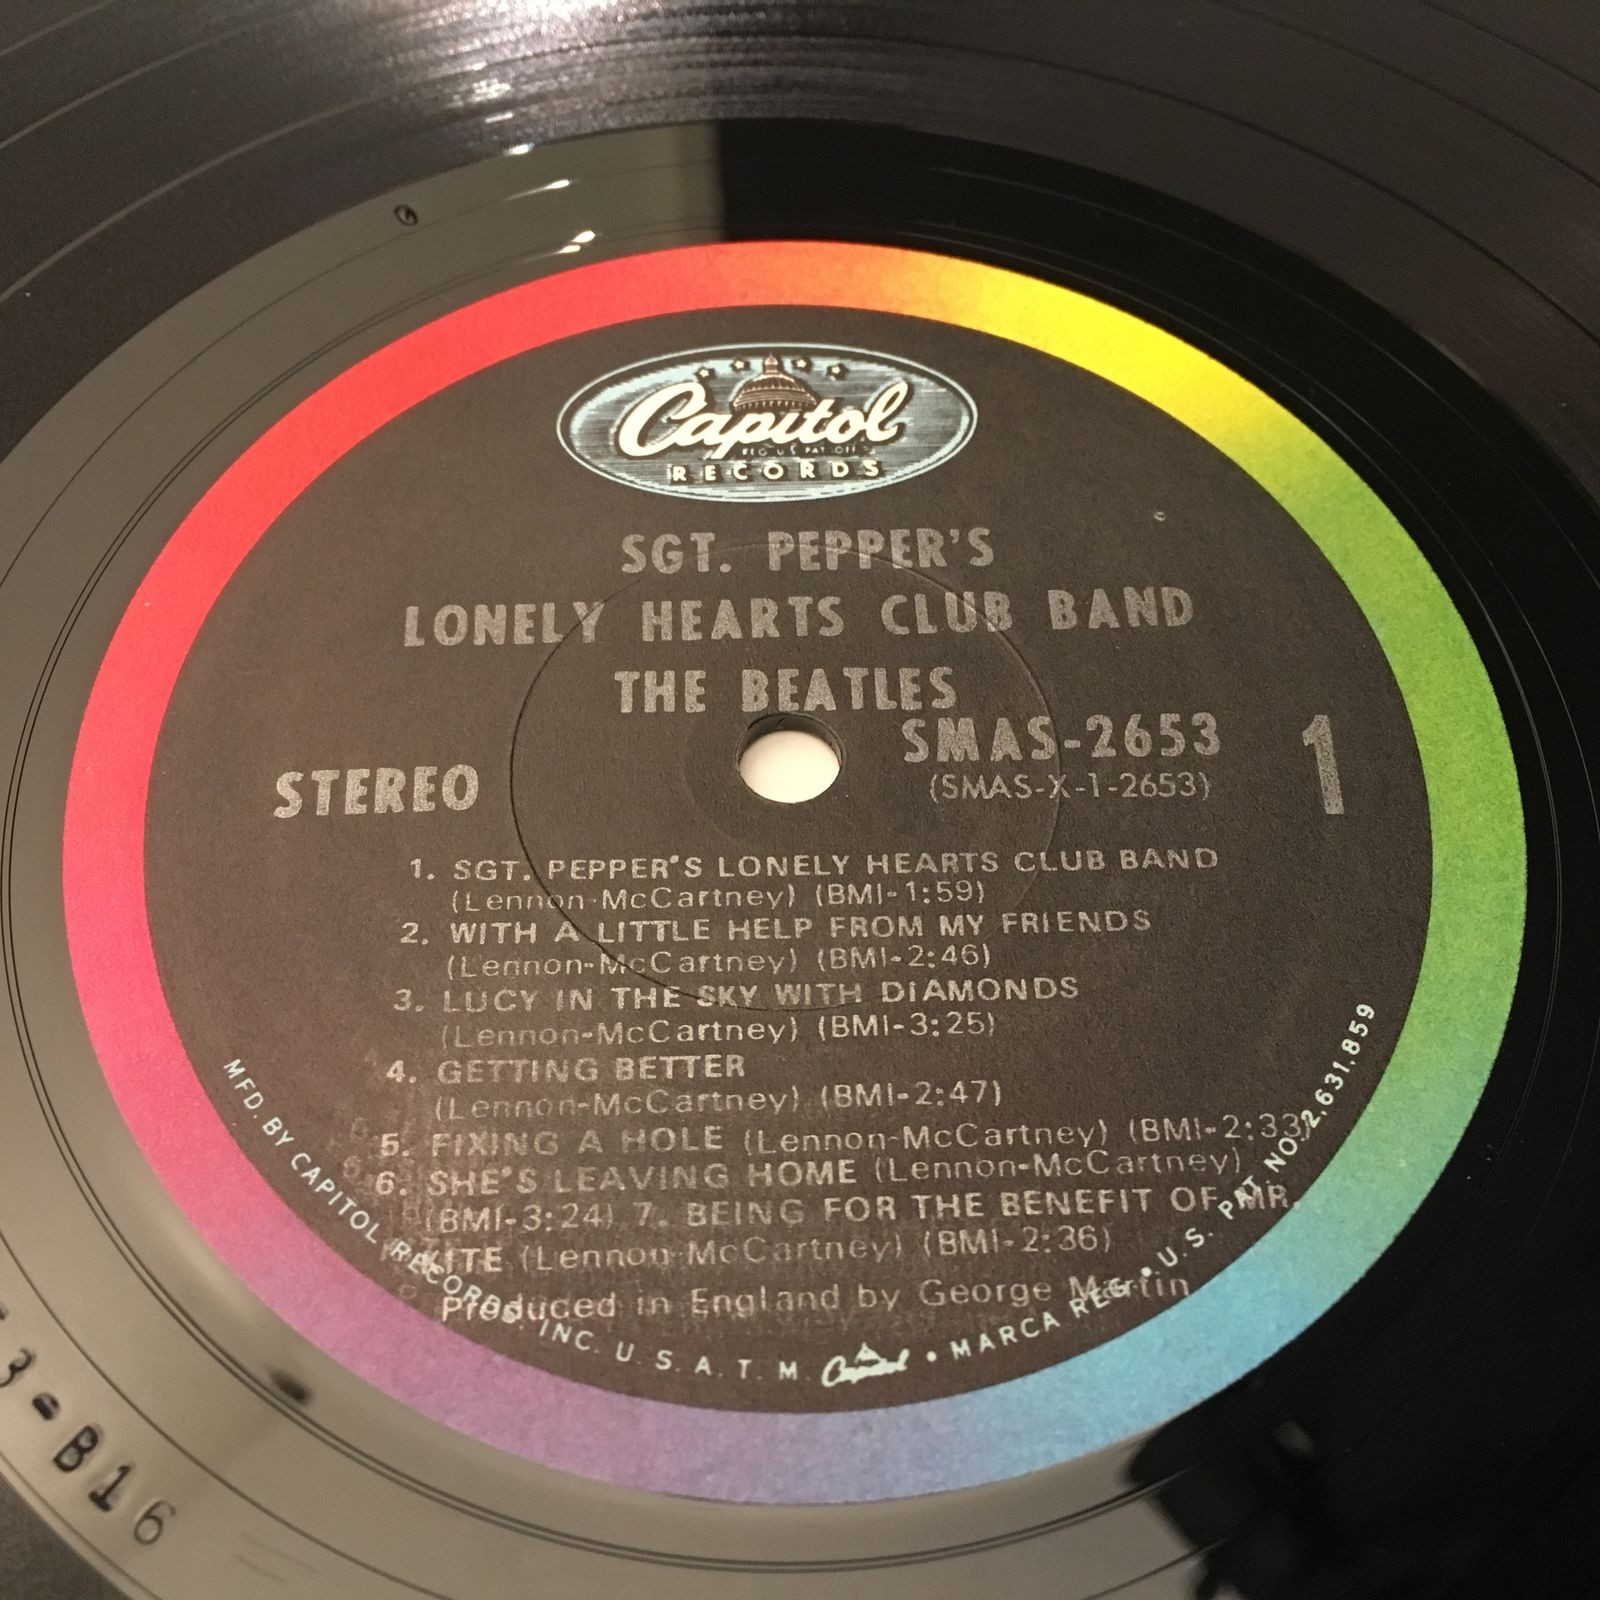 Capitol
REG. U.S. PAT. OFF.
RECORDS
SGT. PEPPER'S
LONELY HEARTS CLUB BAND
THE BEATLES
SMAS-2653
(SMAS-X-1-2653)
1
STEREO
1. SGT. PEPPER'S LONELY HEARTS CLUB BAND
(Lennon-McCartney) (BMI-1:59)
2. WITH A LITTLE HELP FROM MY FRIENDS
(Lennon-McCartney) (BMI-2:46)
3. LUCY IN THE SKY WITH DIAMONDS
(Lennon-McCartney) (BMI-3:25)
4. GETTING BETTER
(Lennon-McCartney) (BMI-2:47)
5. FIXING A HOLE (Lennon-McCartney) (BMI-2:33)
6. SHE'S LEAVING HOME (Lennon-McCartney)
(BMI-3:24) 7. BEING FOR THE BENEFIT OF MR.
KITE (Lennon-McCartney) (BMI-2:36)
Produced in England by George Martin
MFD. BY CAPITOL RECORDS, INC. U.S.A. T.M. Capitol • MARCA REG. • U.S. PAT. NO. 2,631,859
3-B16